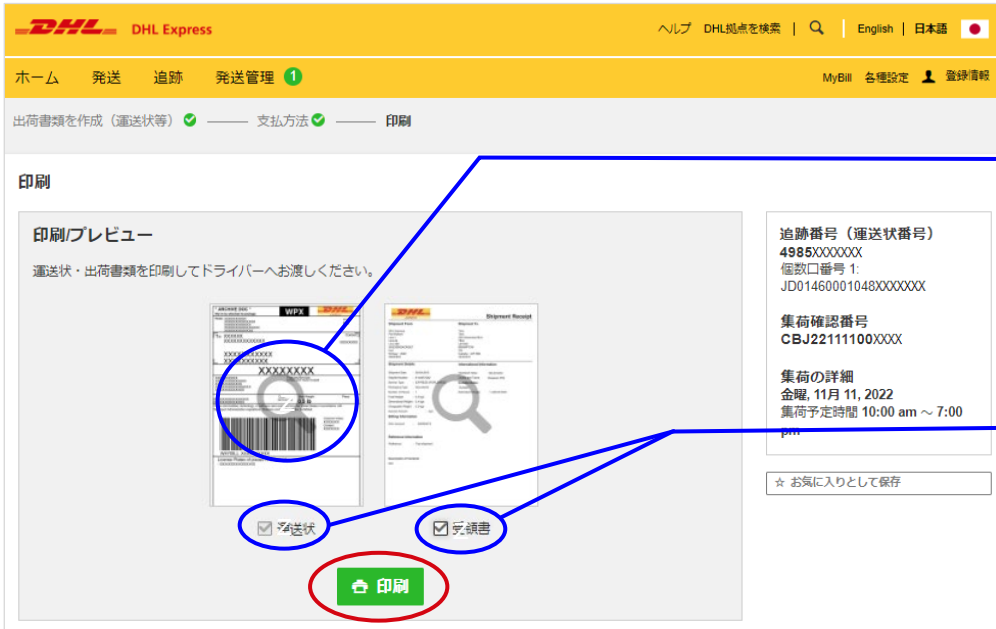 DHL DHL Express
ヘルプ DHL拠点を検索 | English | 日本語
ホーム 発送 追跡 発送管理 1
MyBill 各種設定 登録情報
出荷書類を作成（運送状等） 支払方法 印刷
印刷
印刷/プレビュー
運送状・出荷書類を印刷してドライバーへお渡しください。
WPX DHL
XXXXXXXX
DHL
Shipment Receipt
運送状
受領書
印刷
追跡番号（運送状番号）
4985XXXXXXX
個数口番号 1:
JD01460001048XXXXXXX
集荷確認番号
CBJ22111100XXXX
集荷の詳細
金曜, 11月 11, 2022
集荷予定時間 10:00 am ～ 7:00
pm
☆ お気に入りとして保存